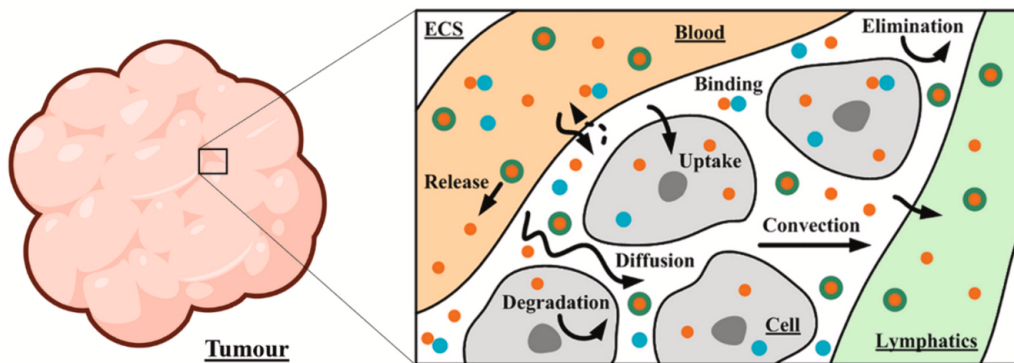 ECS
Blood
Elimination
Binding
Uptake
Release
Convection
Diffusion
Degradation
Cell
Lymphatics
Tumour